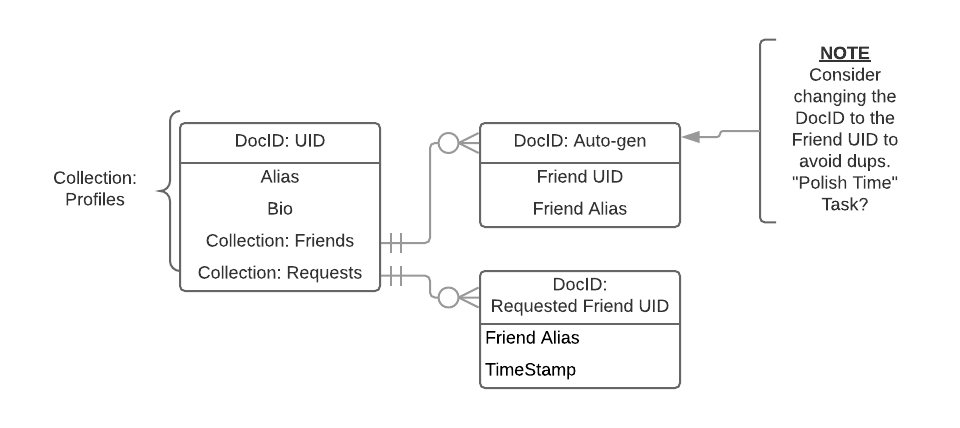 Collection:
Profiles
DocID: UID
Alias
Bio
Collection: Friends
Collection: Requests
DocID: Auto-gen
Friend UID
Friend Alias
DocID:
Requested Friend UID
Friend Alias
TimeStamp
NOTE
Consider
changing the
DocID to the
Friend UID to
avoid dups.
"Polish Time"
Task?